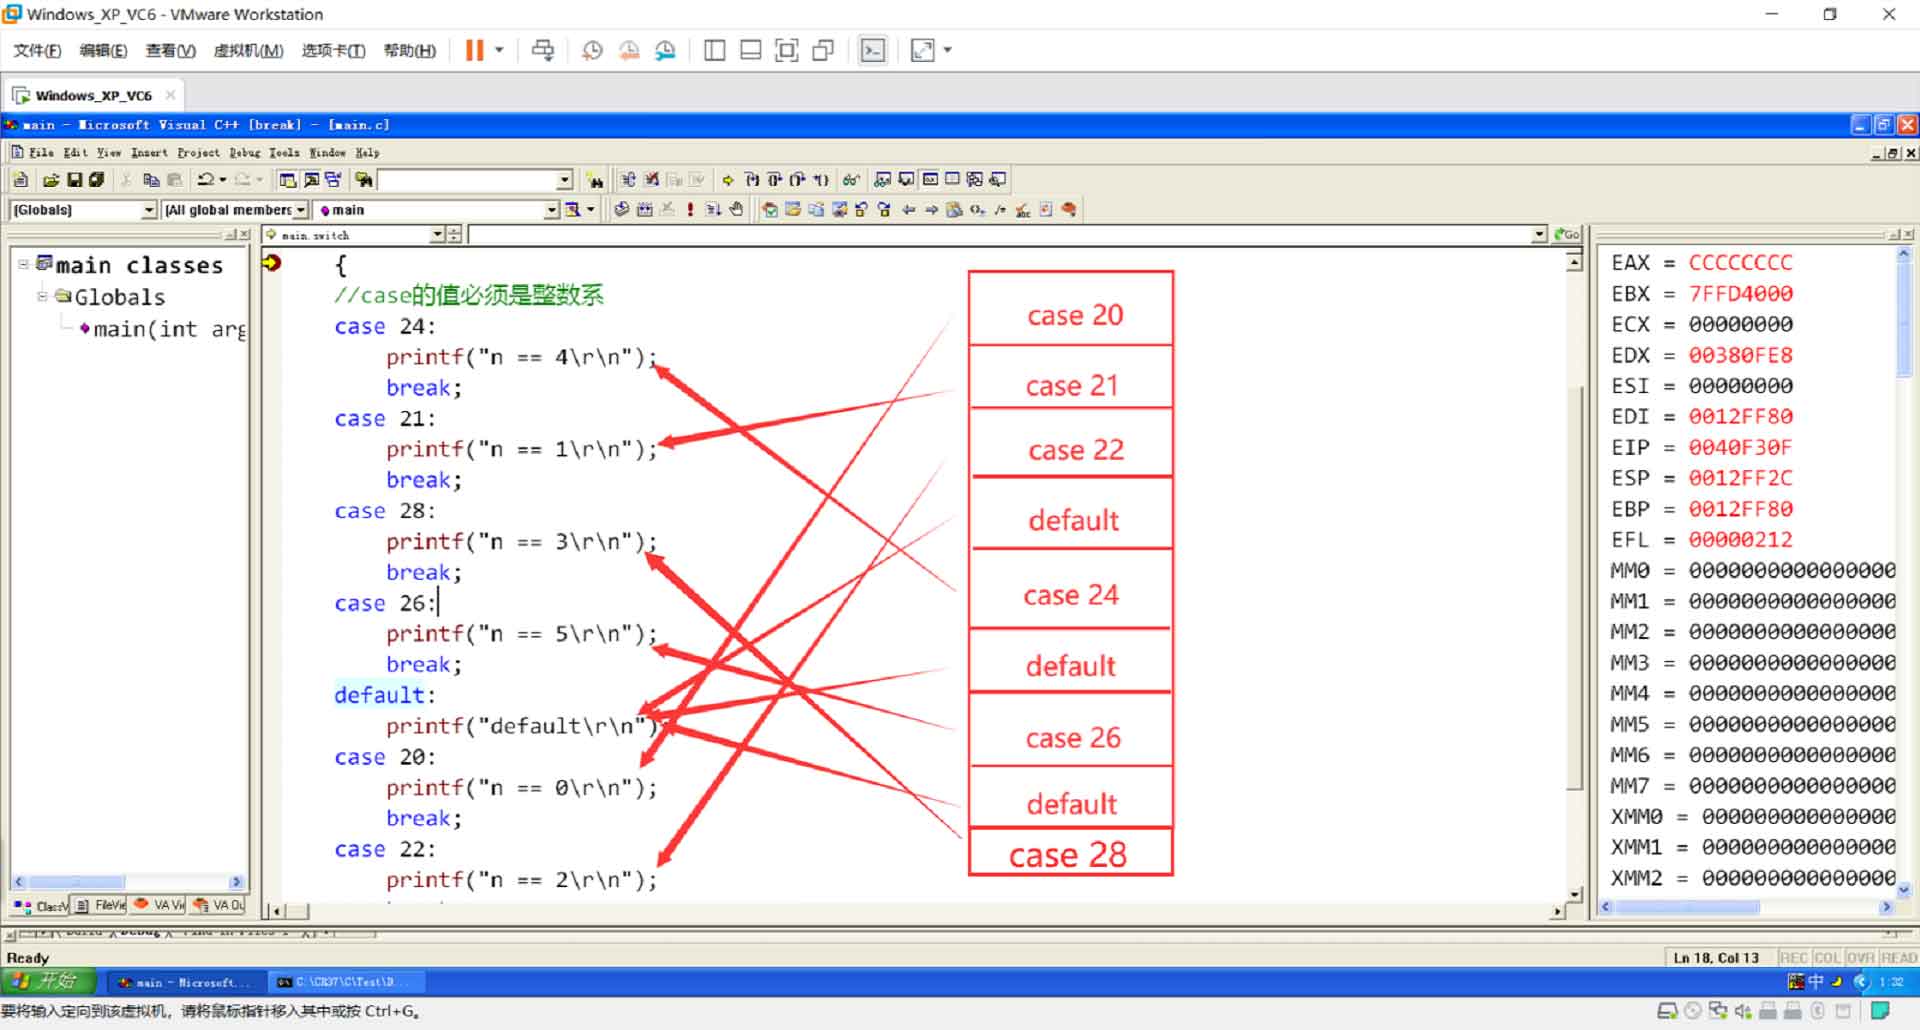 Windows_XP_VC6 - VMware Workstation
文件(F) 编辑(E) 查看(V) 虚拟机(M) 选项卡(T) 帮助(H)
Windows_XP_VC6
main - Microsoft Visual C++ [break] - [main.c]
File Edit View Insert Project Debug Tools Window Help
[Globals] [All global members main
main.switch
Go
main classes
Globals
main(int arg
ClassV FileVie VA Vi VA Ou
{
//case的值必须是整数系
case 24:
printf("n == 4\r\n");
break;
case 21:
printf("n == 1\r\n");
break;
case 28:
printf("n == 3\r\n");
break;
case 26:
printf("n == 5\r\n");
break;
default:
printf("default\r\n")
case 20:
printf("n == 0\r\n");
break;
case 22:
printf("n == 2\r\n");
case 20
case 21
case 22
default
case 24
default
case 26
default
case 28
EAX = CCCCCCCC
EBX = 7FFD4000
ECX = 00000000
EDX = 00380FE8
ESI = 00000000
EDI = 0012FF80
EIP = 0040F30F
ESP = 0012FF2C
EBP = 0012FF80
EFL = 00000212
MM0 = 0000000000000000
MM1 = 0000000000000000
MM2 = 0000000000000000
MM3 = 0000000000000000
MM4 = 0000000000000000
MM5 = 0000000000000000
MM6 = 0000000000000000
MM7 = 0000000000000000
XMM0 = 000000000000000
XMM1 = 000000000000000
XMM2 = 000000000000000
Ready
Ln 18, Col 13 REC COL OVR READ
开始 main - Microsoft... C:\CR37\C\Test\D... 中 1:32
要将输入定向到该虚拟机，请将鼠标指针移入其中或按 Ctrl+G。